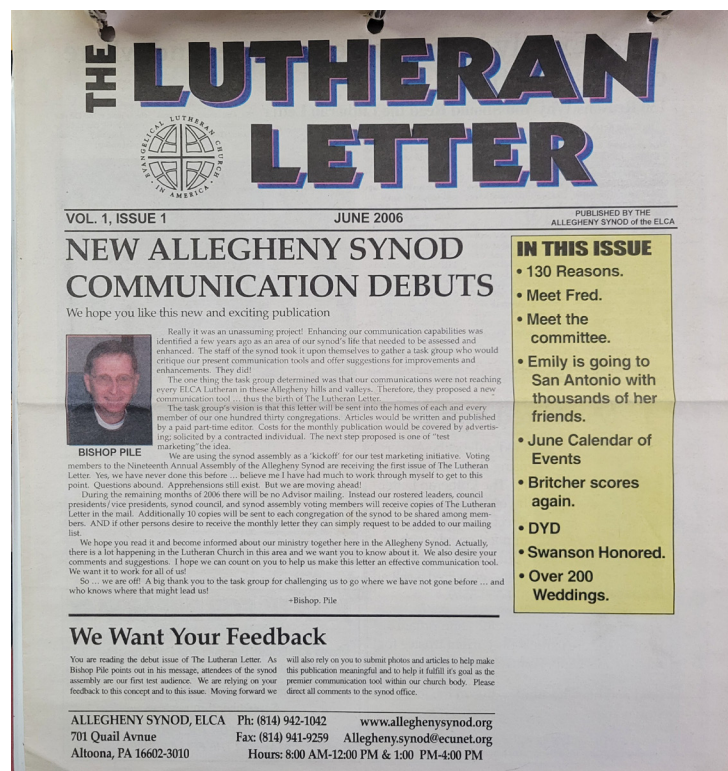 THE LUTHERAN
LETTER
EVANGELICAL LUTHERAN CHURCH
IN AMERICA
VOL. 1, ISSUE 1
JUNE 2006
PUBLISHED BY THE
ALLEGHENY SYNOD of the ELCA
NEW ALLEGHENY SYNOD
COMMUNICATION DEBUTS
We hope you like this new and exciting publication
Really it was an unassuming project! Enhancing our communication capabilities was
identified a few years ago as an area of our synod's life that needed to be assessed and
enhanced. The staff of the synod took it upon themselves to gather a task group who would
critique our present communication tools and offer suggestions for improvements and
enhancements. They did!
The one thing the task group determined was that our communications were not reaching
every ELCA Lutheran in these Allegheny hills and valleys. Therefore, they proposed a new
communication tool ... thus the birth of The Lutheran Letter.
The task group's vision is that this letter will be sent into the homes of each and every
member of our one hundred thirty congregations. Articles would be written and published
by a paid part-time editor. Costs for the monthly publication would be covered by advertis-
ing; solicited by a contracted individual. The next step proposed is one of "test
marketing" the idea.
BISHOP PILE
We are using the synod assembly as a 'kickoff' for our test marketing initiative. Voting
members to the Nineteenth Annual Assembly of the Allegheny Synod are receiving the first issue of The Lutheran
Letter. Yes, we have never done this before ... believe me I have had much to work through myself to get to this
point. Questions abound. Apprehensions still exist. But we are moving ahead!
During the remaining months of 2006 there will be no Advisor mailing. Instead our rostered leaders, council
presidents/vice presidents, synod council, and synod assembly voting members will receive copies of The Lutheran
Letter in the mail. Additionally 10 copies will be sent to each congregation of the synod to be shared among mem-
bers. AND if other persons desire to receive the monthly letter they can simply request to be added to our mailing
list.
We hope you read it and become informed about our ministry together here in the Allegheny Synod. Actually,
there is a lot happening in the Lutheran Church in this area and we want you to know about it. We also desire your
comments and suggestions. I hope we can count on you to help us make this letter an effective communication tool.
We want it to work for all of us!
So ... we are off! A big thank you to the task group for challenging us to go where we have not gone before ... and
who knows where that might lead us!
+Bishop. Pile
IN THIS ISSUE
• 130 Reasons.
• Meet Fred.
• Meet the
committee.
• Emily is going to
San Antonio with
thousands of her
friends.
• June Calendar of
Events
• Britcher scores
again.
• DYD
• Swanson Honored.
• Over 200
Weddings.
We Want Your Feedback
You are reading the debut issue of The Lutheran Letter. As
Bishop Pile points out in his message, attendees of the synod
assembly are our first test audience. We are relying on your
feedback to this concept and to this issue. Moving forward we
will also rely on you to submit photos and articles to help make
this publication meaningful and to help it fulfill it's goal as the
premier communication tool within our church body. Please
direct all comments to the synod office.
ALLEGHENY SYNOD, ELCA Ph: (814) 942-1042 www.alleghenysynod.org
701 Quail Avnue Fax: (814) 941-9259 Allegheny.synod@ecunet.org
Altoona, PA 16602-3010 Hours: 8:00 AM-12:00 PM & 1:00 PM-4:00 PM